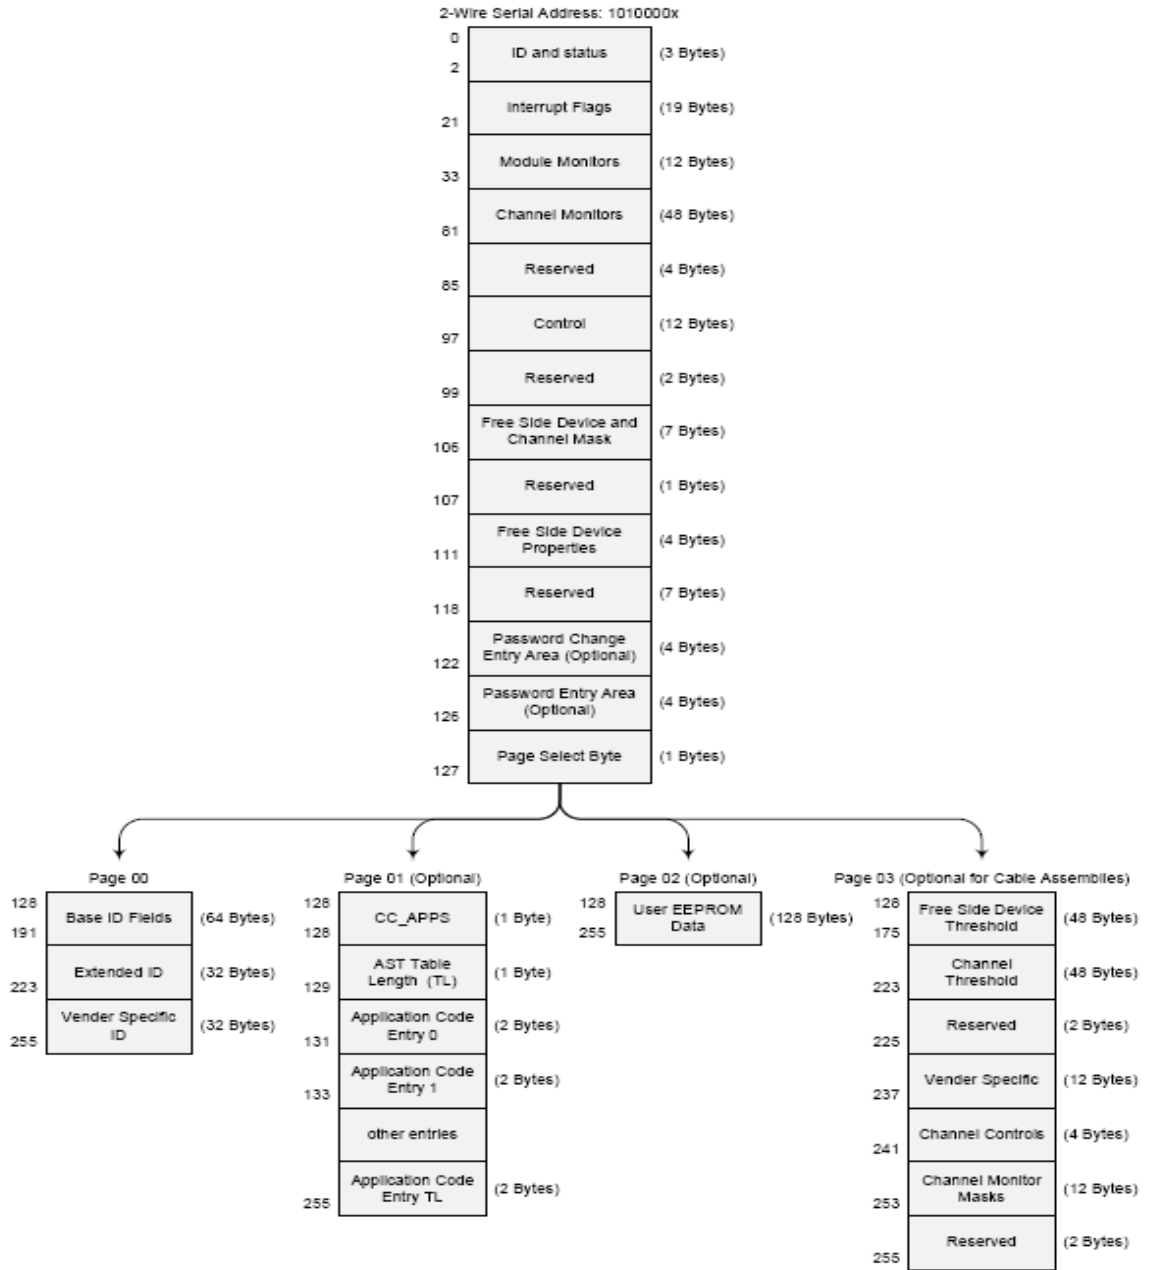 2-Wire Serial Address: 1010000x
0
ID and status (3 Bytes)
2
Interrupt Flags (19 Bytes)
21
Module Monitors (12 Bytes)
33
Channel Monitors (48 Bytes)
81
Reserved (4 Bytes)
85
Control (12 Bytes)
97
Reserved (2 Bytes)
99
Free Side Device and
Channel Mask (7 Bytes)
106
Reserved (1 Bytes)
107
Free Side Device
Properties (4 Bytes)
111
Reserved (7 Bytes)
118
Password Change
Entry Area (Optional) (4 Bytes)
122
Password Entry Area
(Optional) (4 Bytes)
126
Page Select Byte (1 Bytes)
127
Page 00
128
Base ID Fields (64 Bytes)
191
Extended ID (32 Bytes)
223
Vender Specific
ID (32 Bytes)
255
Page 01 (Optional)
128
CC_APPS (1 Byte)
128
AST Table
Length (TL) (1 Byte)
129
Application Code
Entry 0 (2 Bytes)
131
Application Code
Entry 1 (2 Bytes)
133
other entries
Application Code
Entry TL (2 Bytes)
255
Page 02 (Optional)
128
User EEPROM
Data (128 Bytes)
255
Page 03 (Optional for Cable Assemblies)
128
Free Side Device
Threshold (48 Bytes)
175
Channel
Threshold (48 Bytes)
223
Reserved (2 Bytes)
225
Vender Specific (12 Bytes)
237
Channel Controls (4 Bytes)
241
Channel Monitor
Masks (12 Bytes)
253
Reserved (2 Bytes)
255